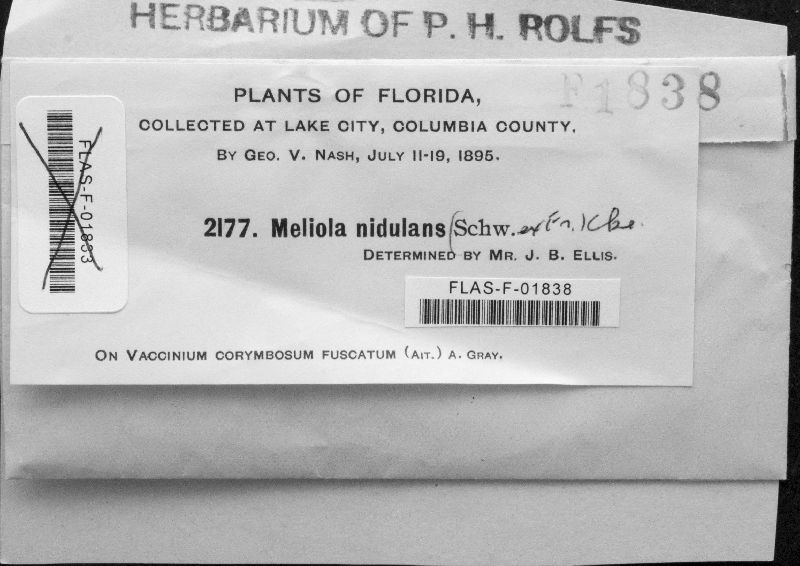 HERBARIUM OF P. H. ROLFS
F1838
PLANTS OF FLORIDA,
COLLECTED AT LAKE CITY, COLUMBIA COUNTY,
BY GEO. V. NASH, JULY 11-19, 1895.
FLAS-F-01833
2177. Meliola nidulans (Schw. ex Fr.) Cke.
DETERMINED BY MR. J. B. ELLIS.
FLAS-F-01838
ON VACCINIUM CORYMBOSUM FUSCATUM (AIT.) A. GRAY.